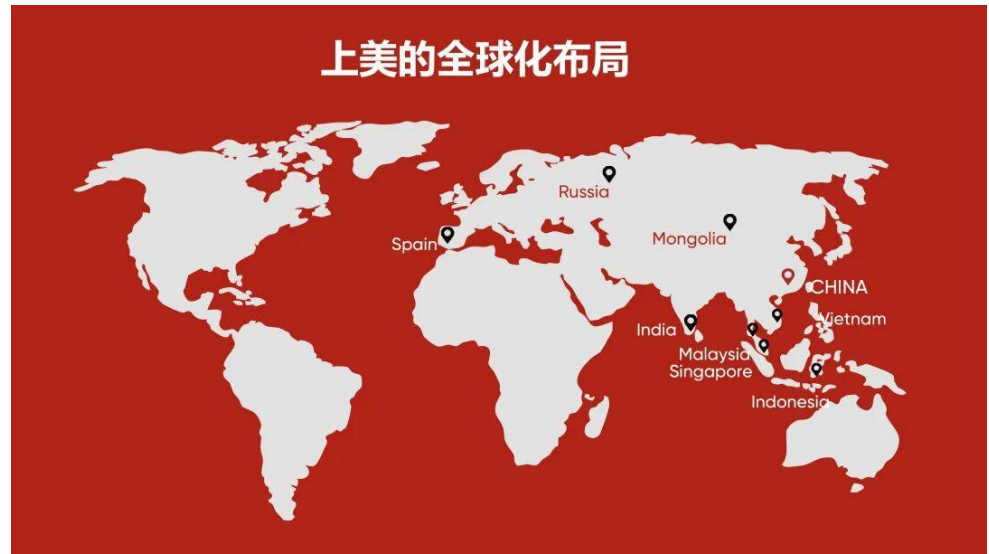 上美的全球化布局
Russia
Mongolia
Spain
CHINA
Vietnam
India
Malaysia
Singapore
Indonesia